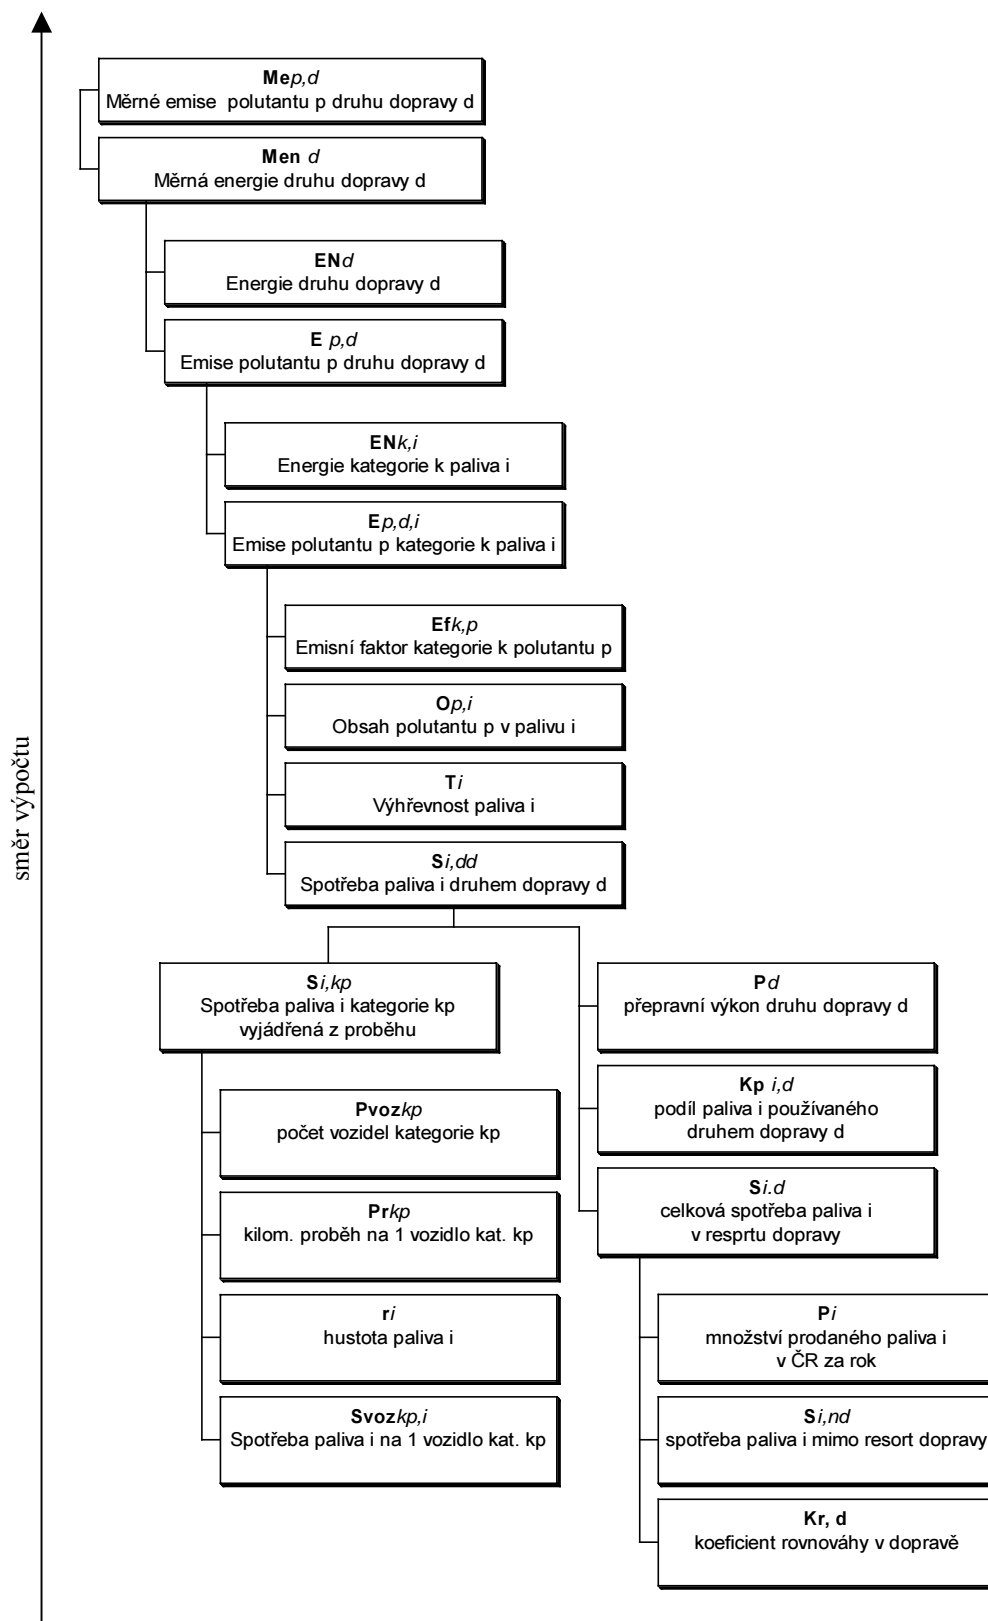 směr výpočtu
Mep,d
Měrné emise polutantu p druhu dopravy d
Men d
Měrná energie druhu dopravy d
ENd
Energie druhu dopravy d
E p,d
Emise polutantu p druhu dopravy d
ENk,i
Energie kategorie k paliva i
Ep,d,i
Emise polutantu p kategorie k paliva i
Efk,p
Emisní faktor kategorie k polutantu p
Op,i
Obsah polutantu p v palivu i
Ti
Výhřevnost paliva i
Si,dd
Spotřeba paliva i druhem dopravy d
Si,kp
Spotřeba paliva i kategorie kp
vyjádřená z proběhu
Pvozkp
počet vozidel kategorie kp
Prkp
kilom. proběh na 1 vozidlo kat. kp
ri
hustota paliva i
Svozkp,i
Spotřeba paliva i na 1 vozidlo kat. kp
Pd
přepravní výkon druhu dopravy d
Kp i,d
podíl paliva i používaného
druhem dopravy d
Si.d
celková spotřeba paliva i
v resprtu dopravy
Pi
množství prodaného paliva i
v ČR za rok
Si,nd
spotřeba paliva i mimo resort dopravy
Kr, d
koeficient rovnováhy v dopravě